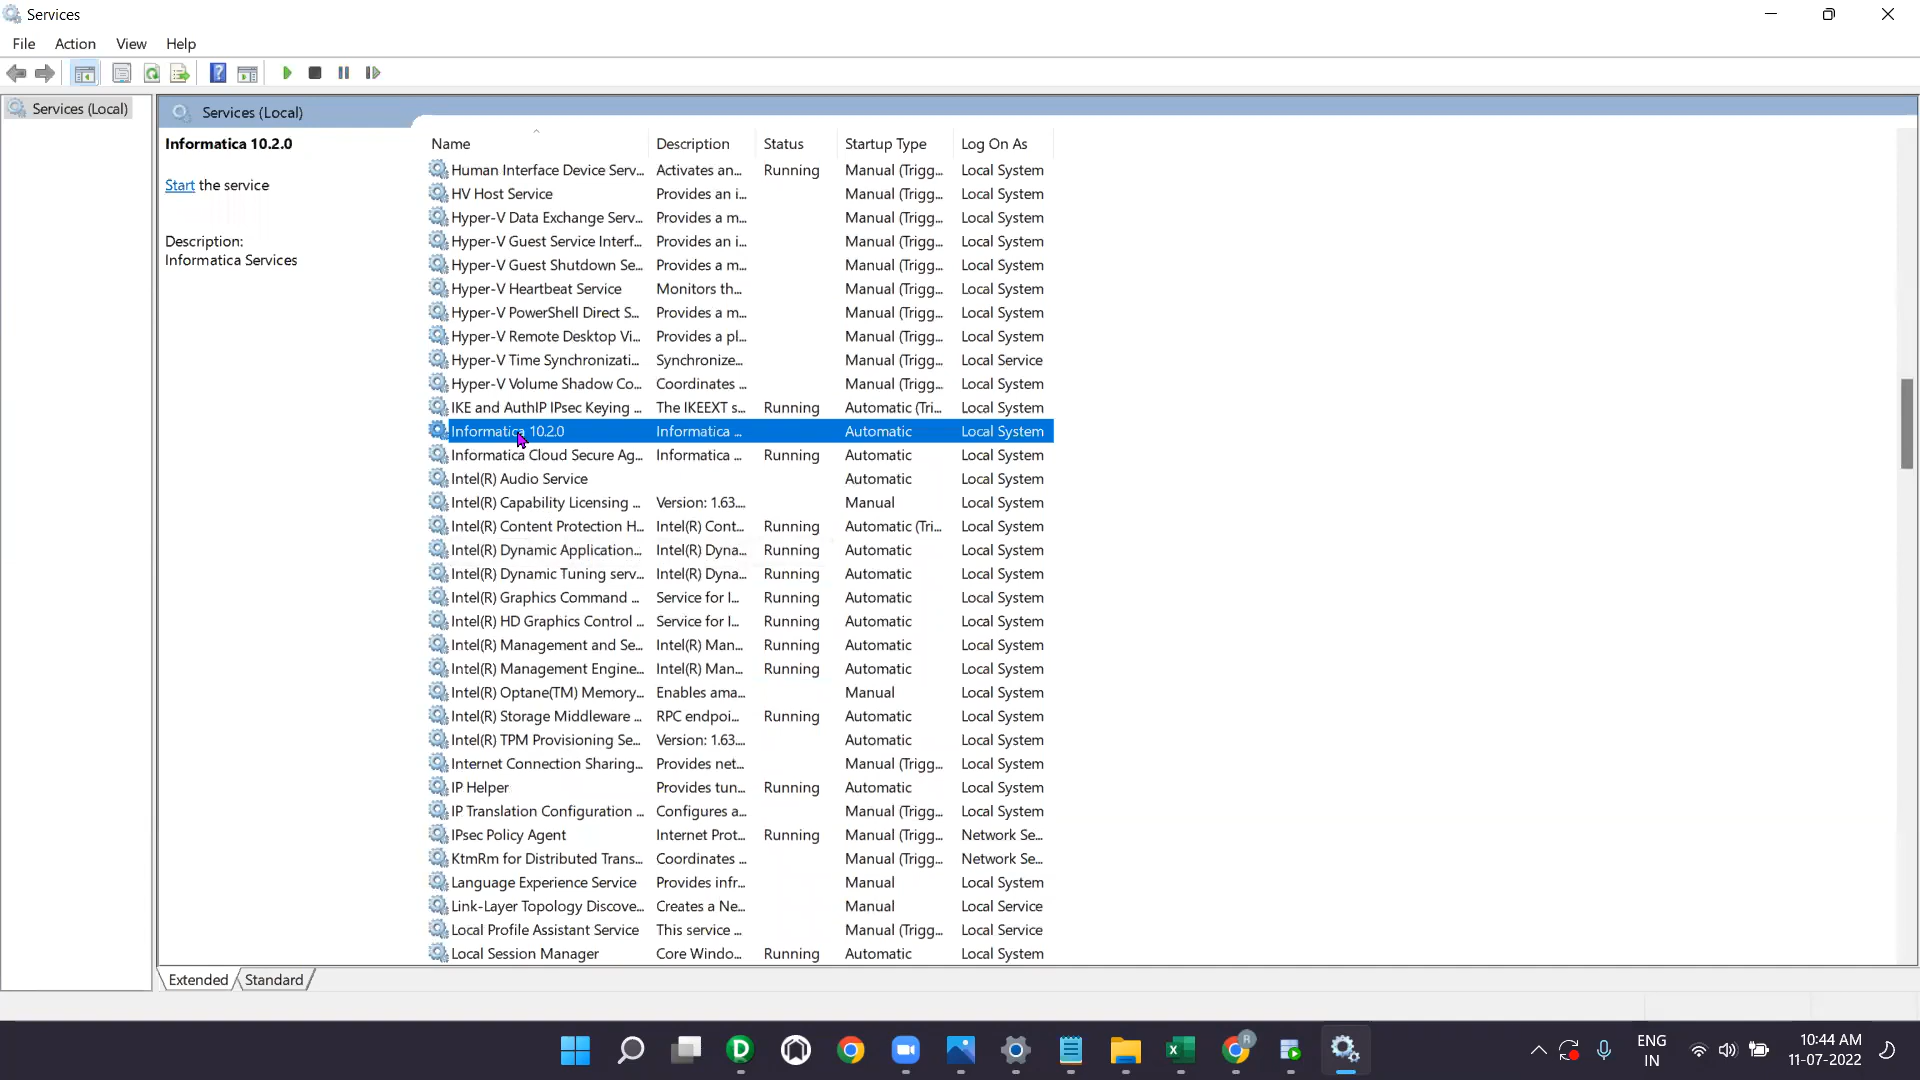 Services
File Action View Help
Services (Local)
Services (Local)
Informatica 10.2.0
Start the service
Description:
Informatica Services
Name Description Status Startup Type Log On As
Human Interface Device Serv... Activates an... Running Manual (Trigg... Local System
HV Host Service Provides an i... Manual (Trigg... Local System
Hyper-V Data Exchange Serv... Provides a m... Manual (Trigg... Local System
Hyper-V Guest Service Interf... Provides an i... Manual (Trigg... Local System
Hyper-V Guest Shutdown Se... Provides a m... Manual (Trigg... Local System
Hyper-V Heartbeat Service Monitors th... Manual (Trigg... Local System
Hyper-V PowerShell Direct S... Provides a m... Manual (Trigg... Local System
Hyper-V Remote Desktop Vi... Provides a pl... Manual (Trigg... Local System
Hyper-V Time Synchronizati... Synchronize... Manual (Trigg... Local Service
Hyper-V Volume Shadow Co... Coordinates ... Manual (Trigg... Local System
IKE and AuthIP IPsec Keying ... The IKEEXT s... Running Automatic (Tri... Local System
Informatica 10.2.0 Informatica ... Automatic Local System
Informatica Cloud Secure Ag... Informatica ... Running Automatic Local System
Intel(R) Audio Service Automatic Local System
Intel(R) Capability Licensing ... Version: 1.63.... Manual Local System
Intel(R) Content Protection H... Intel(R) Cont... Running Automatic (Tri... Local System
Intel(R) Dynamic Application... Intel(R) Dyna... Running Automatic Local System
Intel(R) Dynamic Tuning serv... Intel(R) Dyna... Running Automatic Local System
Intel(R) Graphics Command ... Service for I... Running Automatic Local System
Intel(R) HD Graphics Control ... Service for I... Running Automatic Local System
Intel(R) Management and Se... Intel(R) Man... Running Automatic Local System
Intel(R) Management Engine... Intel(R) Man... Running Automatic Local System
Intel(R) Optane(TM) Memory... Enables ama... Manual Local System
Intel(R) Storage Middleware ... RPC endpoi... Running Automatic Local System
Intel(R) TPM Provisioning Se... Version: 1.63.... Automatic Local System
Internet Connection Sharing... Provides net... Manual (Trigg... Local System
IP Helper Provides tun... Running Automatic Local System
IP Translation Configuration ... Configures a... Manual (Trigg... Local System
IPsec Policy Agent Internet Prot... Running Manual (Trigg... Network Se...
KtmRm for Distributed Trans... Coordinates ... Manual (Trigg... Network Se...
Language Experience Service Provides infr... Manual Local System
Link-Layer Topology Discove... Creates a Ne... Manual Local Service
Local Profile Assistant Service This service ... Manual (Trigg... Local Service
Local Session Manager Core Windo... Running Automatic Local System
Extended Standard
ENG
IN
10:44 AM
11-07-2022